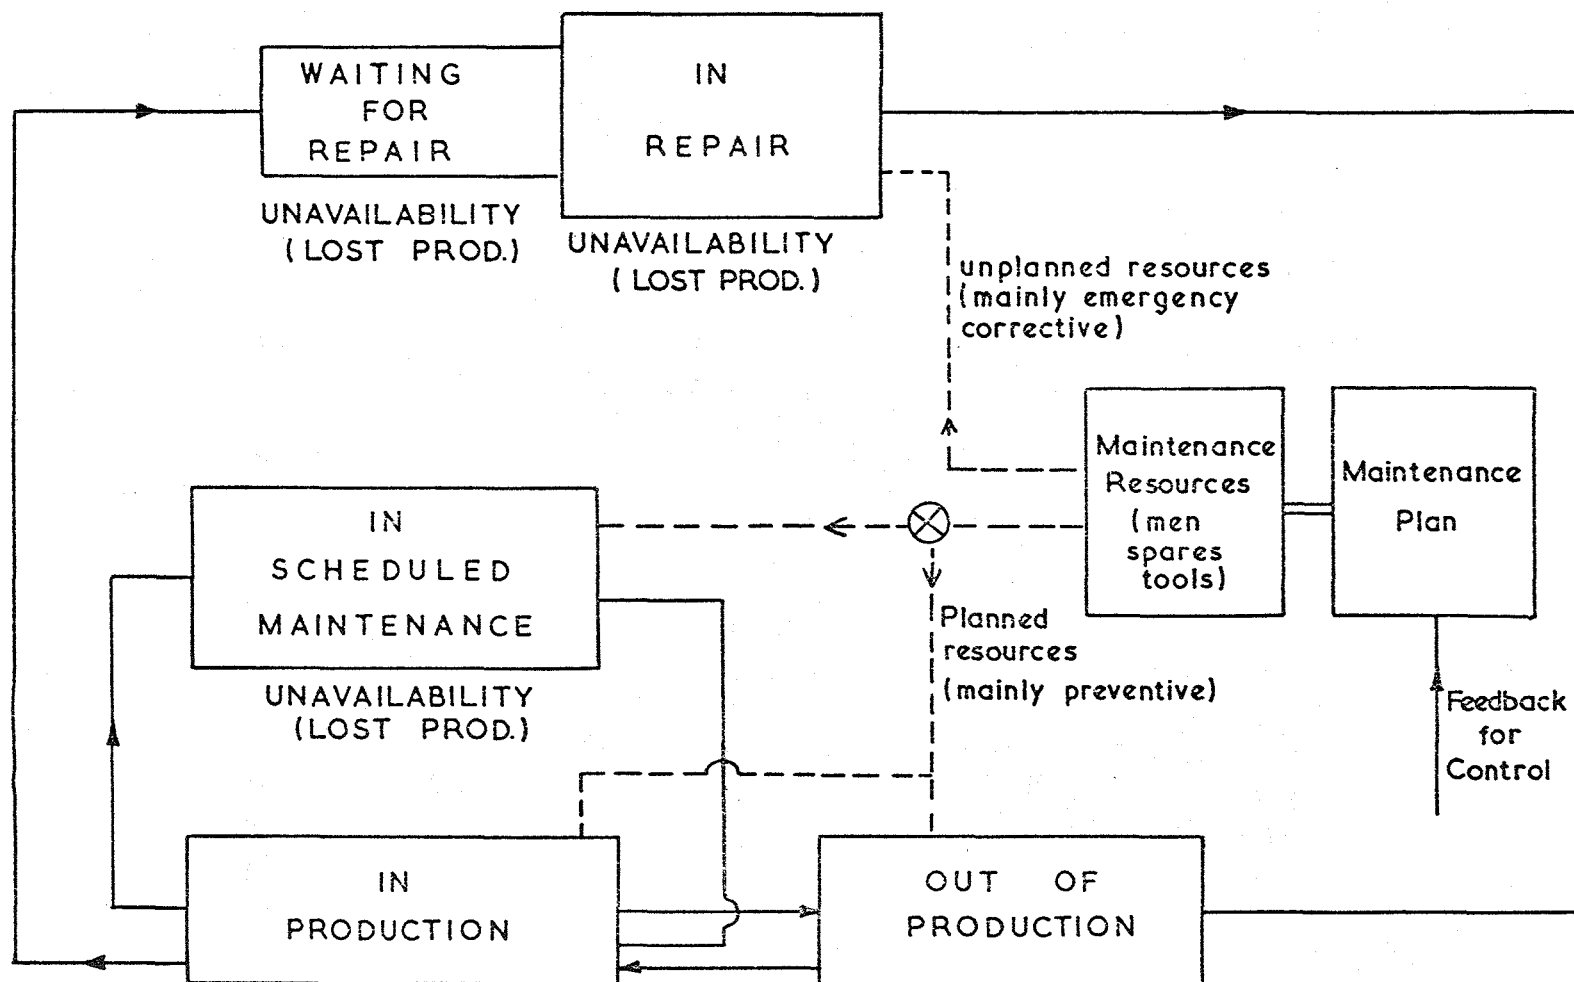 WAITING
FOR
REPAIR
IN
REPAIR
UNAVAILABILITY
(LOST PROD.)
UNAVAILABILITY
(LOST PROD.)
unplanned resources
(mainly emergency
corrective)
Maintenance
Resources
(men
spares
tools)
Maintenance
Plan
IN
SCHEDULED
MAINTENANCE
UNAVAILABILITY
(LOST PROD.)
Planned
resources
(mainly preventive)
Feedback
for
Control
IN
PRODUCTION
OUT OF
PRODUCTION